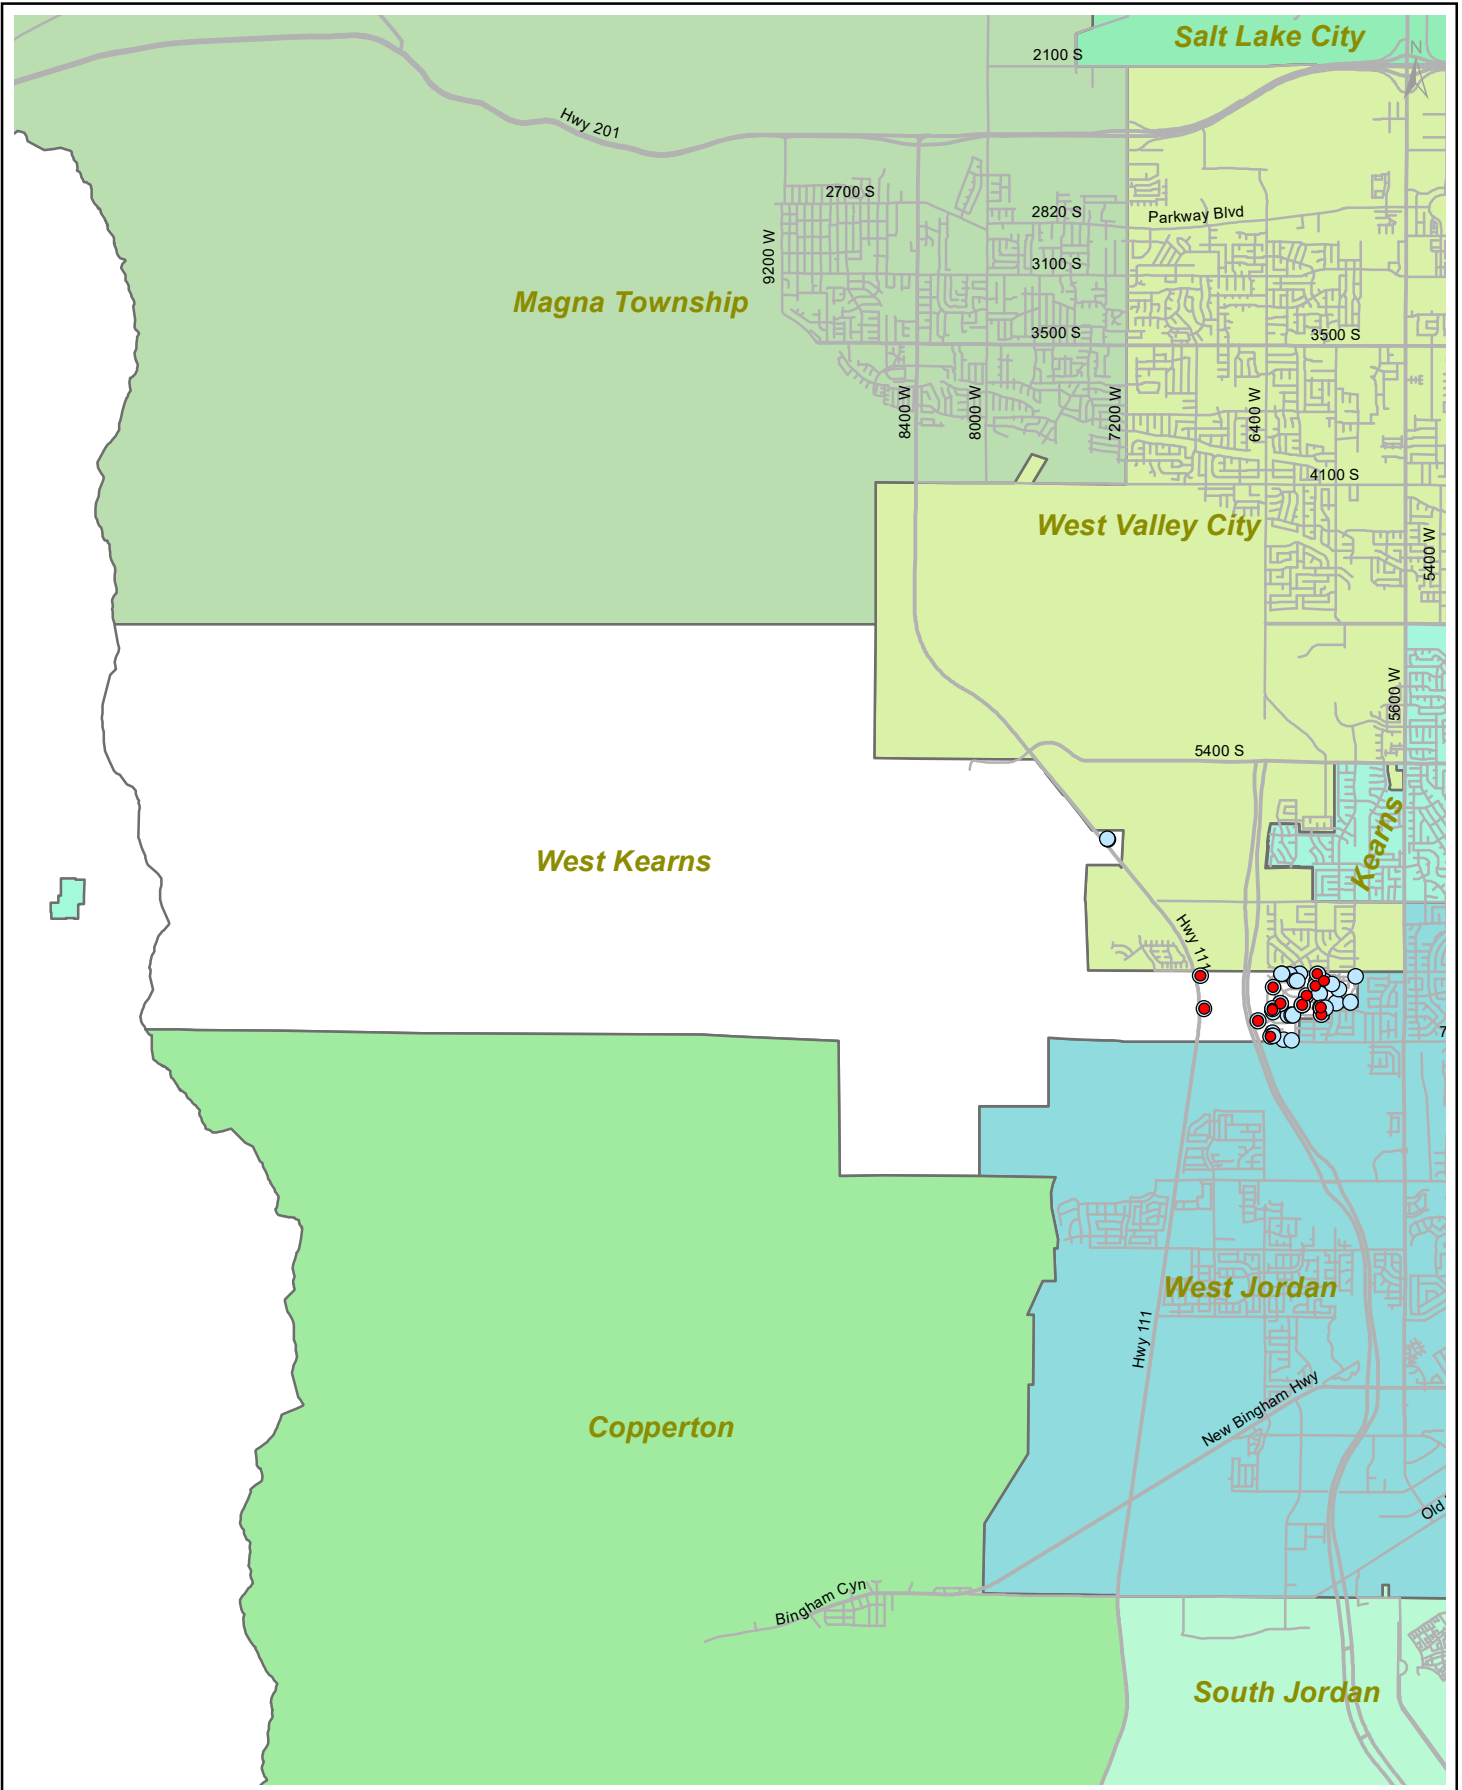 Salt Lake City
N
2100 S
Hwy 201
2700 S
2820 S
Parkway Blvd
9200 W
3100 S
Magna Township
3500 S
3500 S
8400 W
8000 W
7200 W
6400 W
4100 S
West Valley City
5400 W
5600 W
5400 S
Kearns
West Kearns
Hwy 111
7
West Jordan
Hwy 111
New Bingham Hwy
Copperton
Old
Bingham Cyn
South Jordan